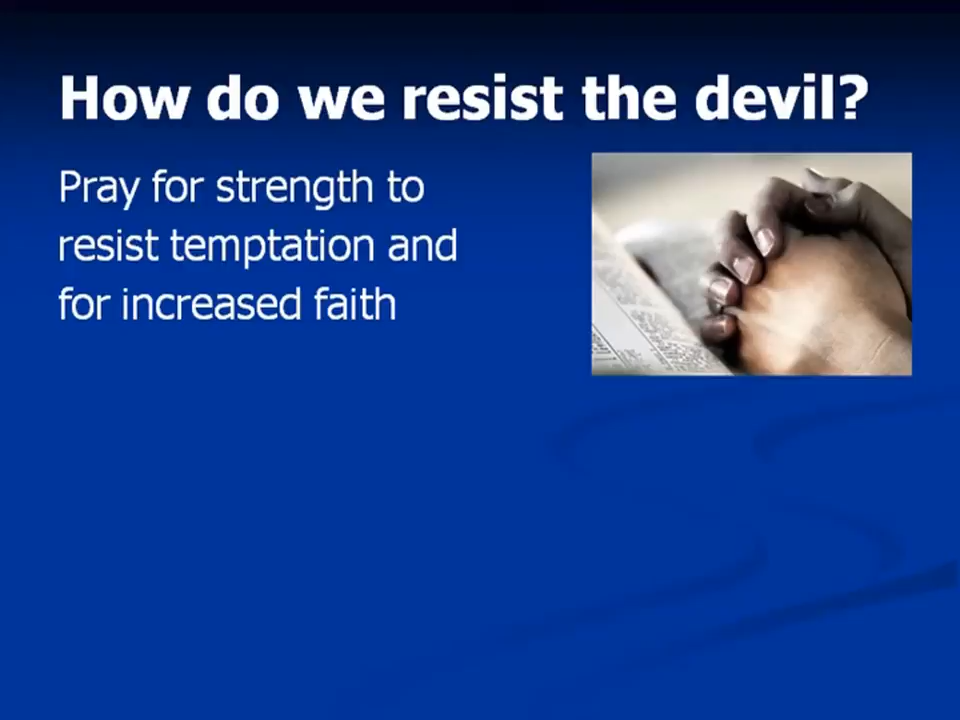 How do we resist the devil?
Pray for strength to
resist temptation and
for increased faith